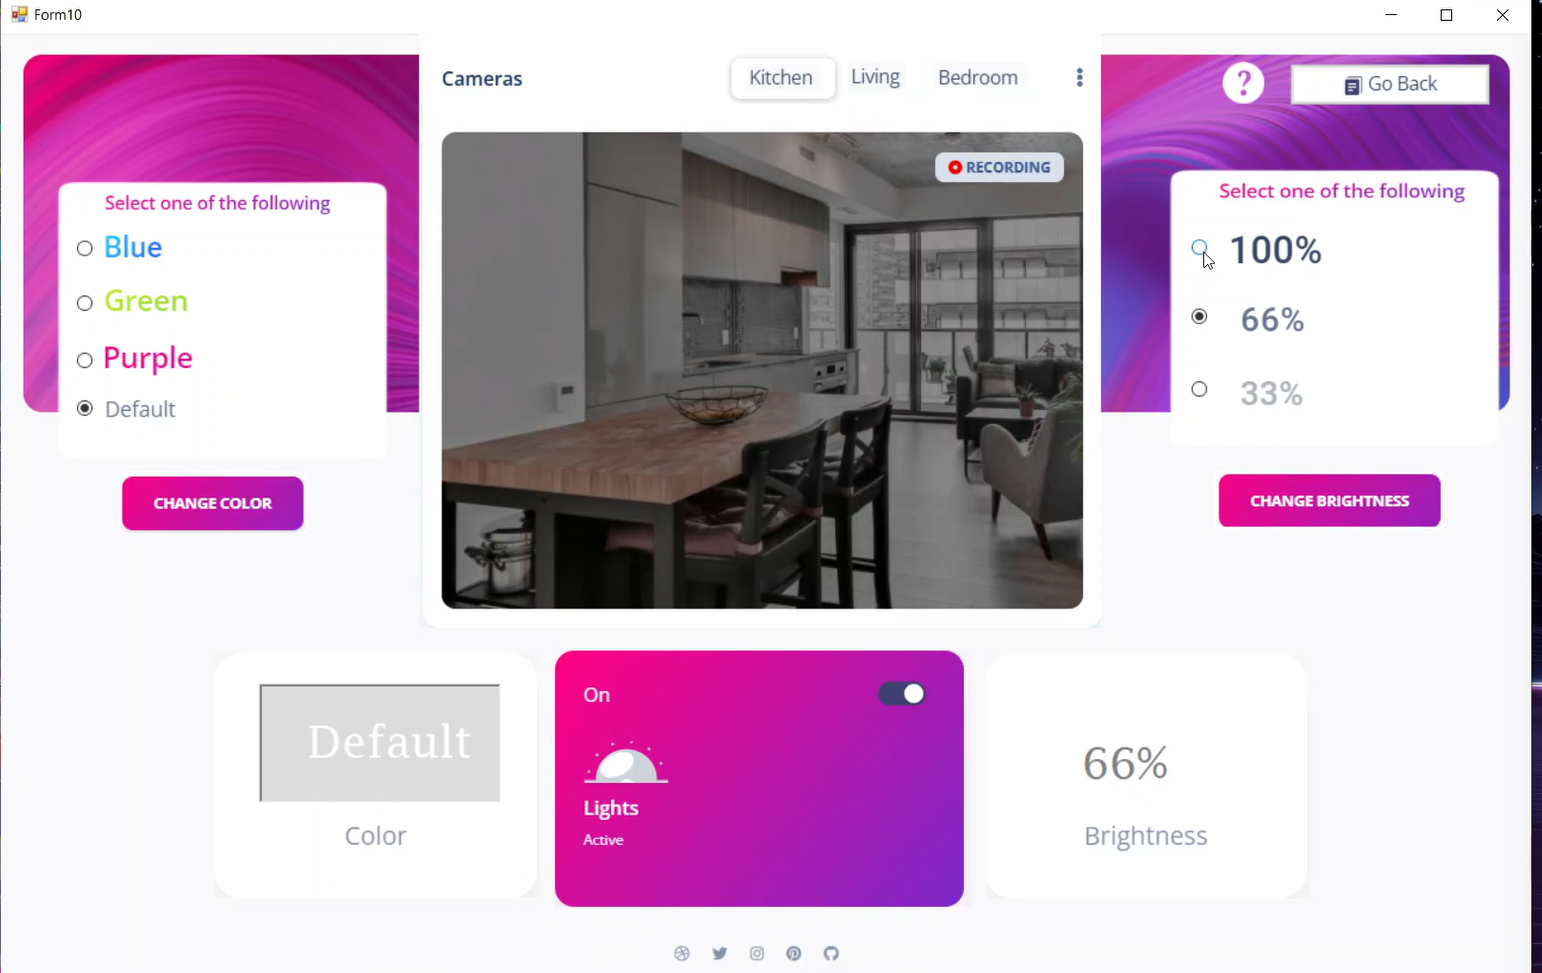 Form10
Cameras
Kitchen
Living
Bedroom
? Go Back
RECORDING
Select one of the following
Blue
Green
Purple
Default
CHANGE COLOR
Select one of the following
100%
66%
33%
CHANGE BRIGHTNESS
Default
Color
On
Lights
Active
66%
Brightness